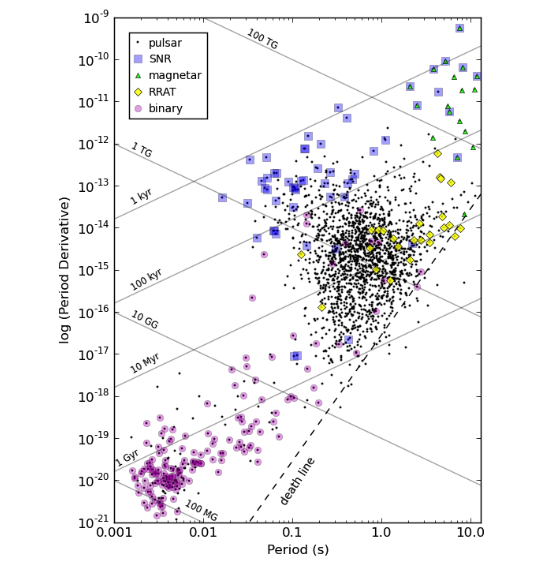 10-9
10-10
10-11
10-12
10-13
10-14
10-15
10-16
10-17
10-18
10-19
10-20
10-21
log (Period Derivative)
pulsar
SNR
magnetar
RRAT
binary
100 TG
1 TG
1 kyr
100 kyr
10 GG
10 Myr
1 Gyr
100 MG
death line
0.001
0.01
0.1
1.0
10.0
Period (s)